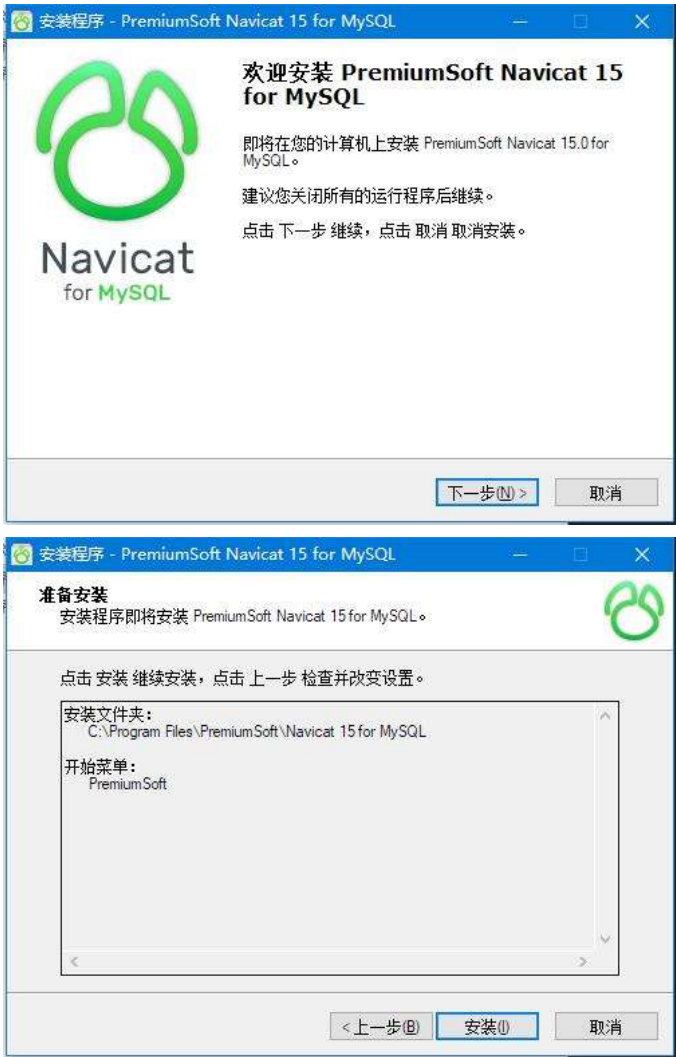 安装程序 - PremiumSoft Navicat 15 for MySQL
欢迎安装 PremiumSoft Navicat 15
for MySQL
即将在您的计算机上安装 PremiumSoft Navicat 15.0 for
MySQL。
建议您关闭所有的运行程序后继续。
点击 下一步 继续，点击 取消 取消安装。
Navicat
for MySQL
下一步(N) >
取消
安装程序 - PremiumSoft Navicat 15 for MySQL
准备安装
安装程序即将安装 PremiumSoft Navicat 15 for MySQL。
点击 安装 继续安装，点击 上一步 检查并改变设置。
安装文件夹：
C:\Program Files\PremiumSoft\Navicat 15 for MySQL
开始菜单：
PremiumSoft
< 上一步(B)
安装(I)
取消